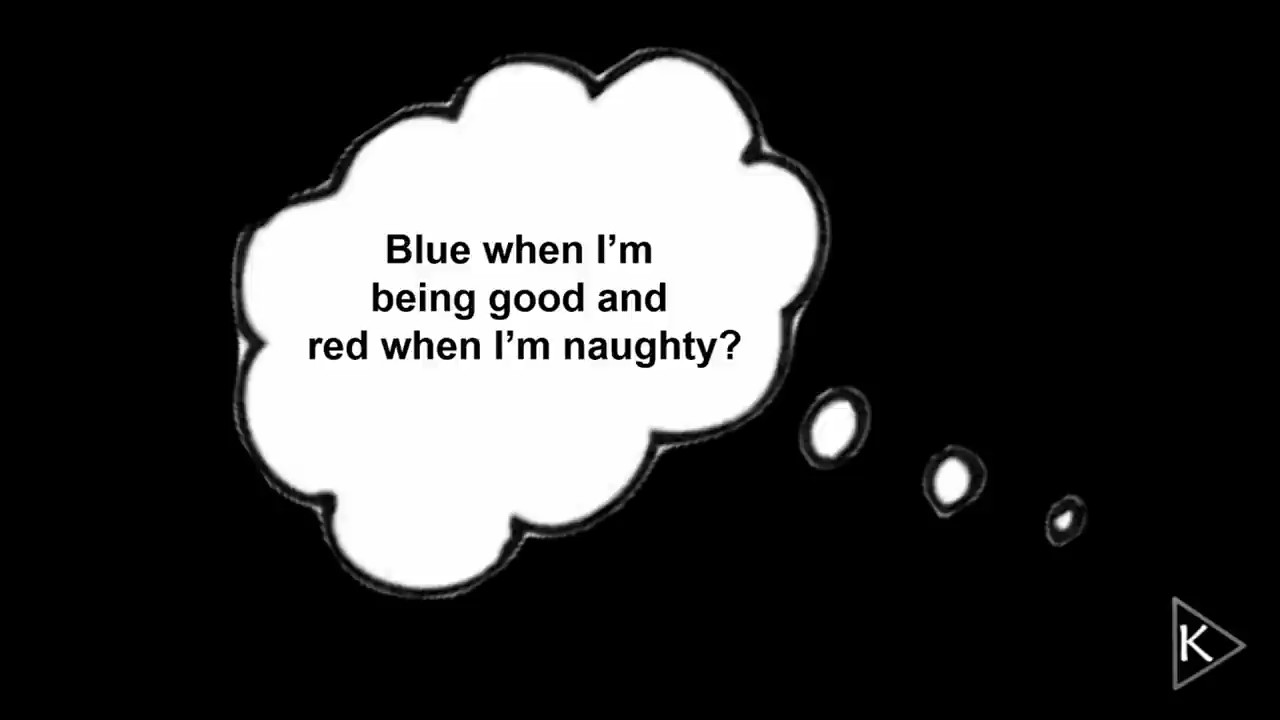 Blue when I’m
being good and
red when I’m naughty?
K